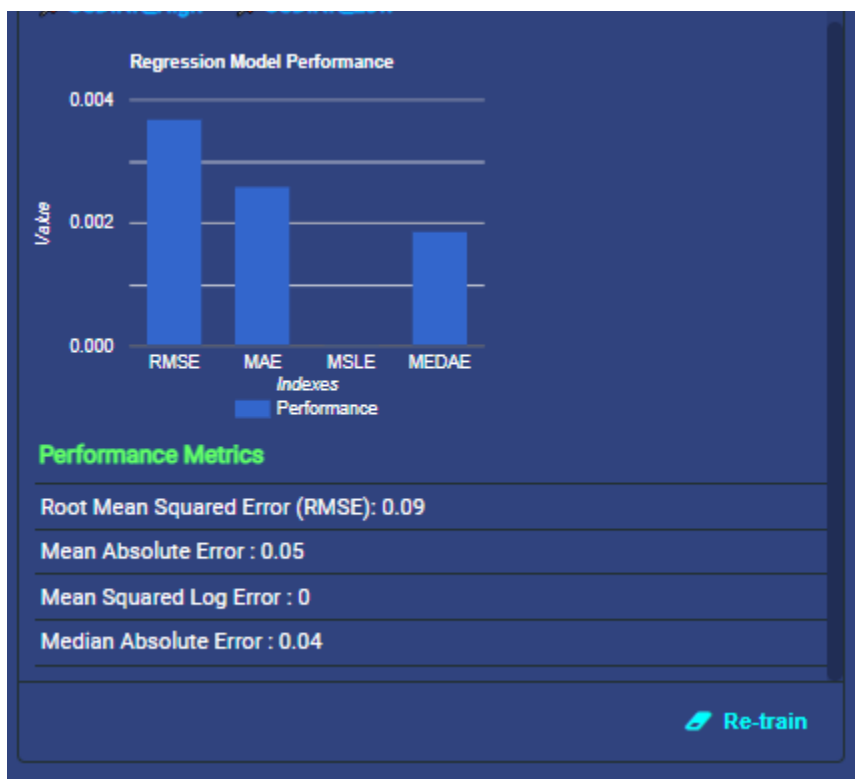 Regression Model Performance
0.004
0.002
0.000
Value
RMSE MAE MSLE MEDAE
Indexes
Performance
Performance Metrics
Root Mean Squared Error (RMSE): 0.09
Mean Absolute Error : 0.05
Mean Squared Log Error : 0
Median Absolute Error : 0.04
Re-train